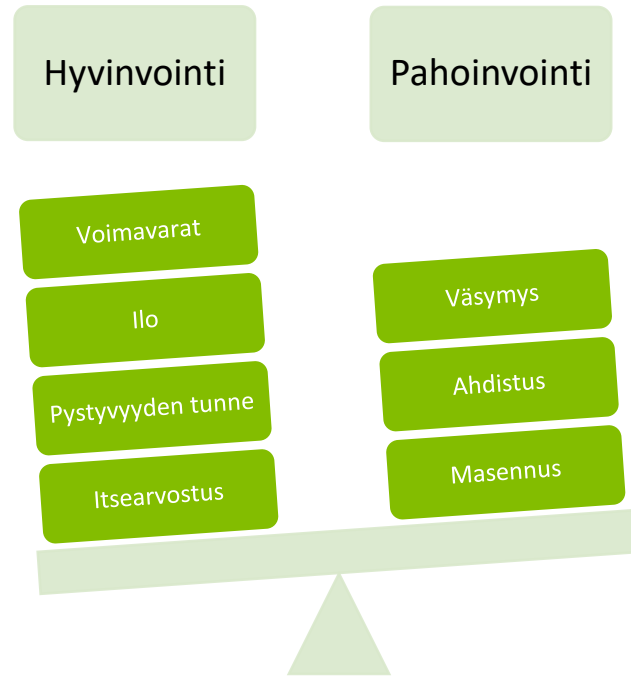 Hyvinvointi
Pahoinvointi
Voimavarat
Ilo
Pystyvyyden tunne
Itsearvostus
Väsymys
Ahdistus
Masennus